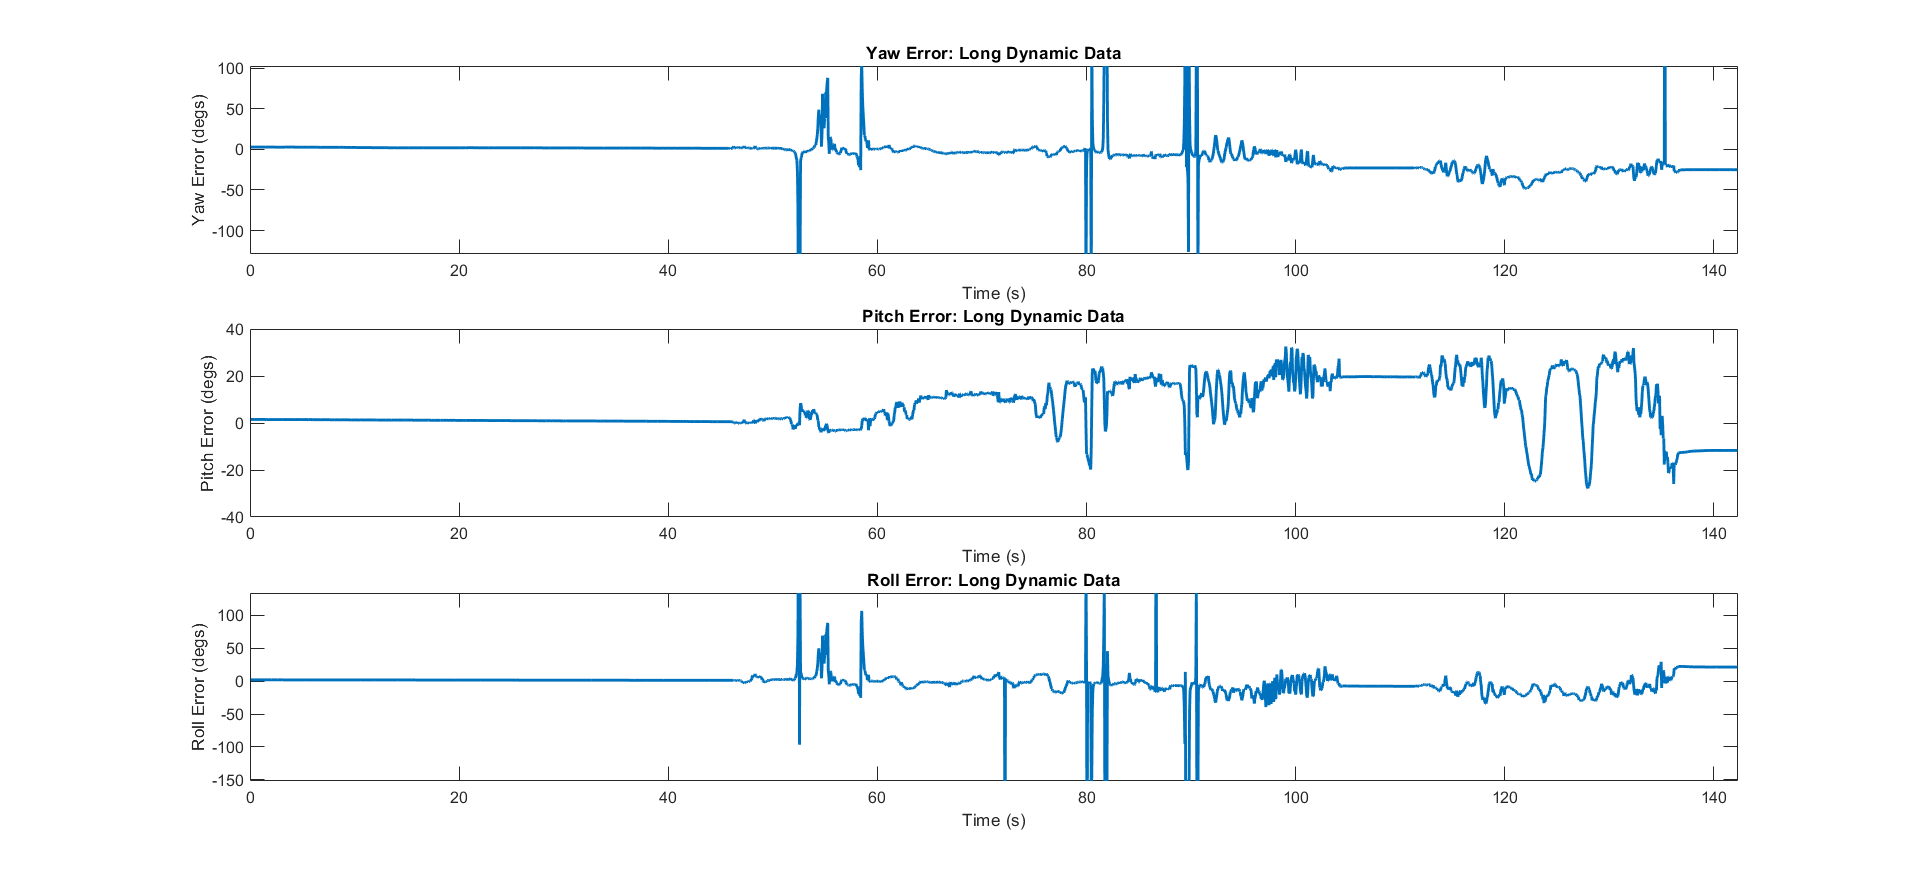 Yaw Error: Long Dynamic Data
100
50
0
-50
-100
Yaw Error (degs)
0 20 40 60 80 100 120 140
Time (s)
Pitch Error: Long Dynamic Data
40
20
0
-20
-40
Pitch Error (degs)
0 20 40 60 80 100 120 140
Time (s)
Roll Error: Long Dynamic Data
100
50
0
-50
-100
-150
Roll Error (degs)
0 20 40 60 80 100 120 140
Time (s)